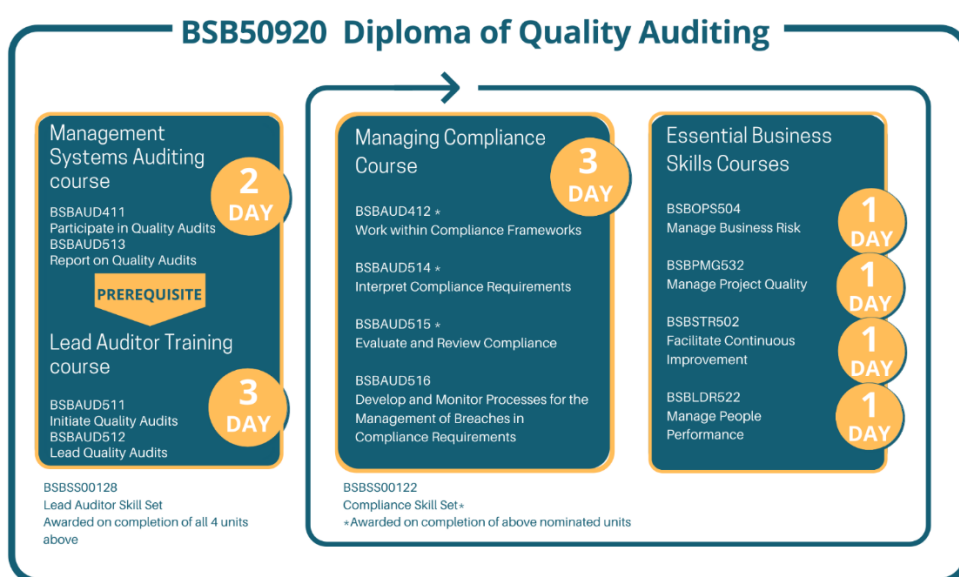 BSB50920 Diploma of Quality Auditing
Management
Systems Auditing
course
2
DAY
BSBAUD411
Participate in Quality Audits
BSBAUD513
Report on Quality Audits
PREREQUISITE
Lead Auditor Training
course
3
DAY
BSBAUD511
Initiate Quality Audits
BSBAUD512
Lead Quality Audits
BSBSS00128
Lead Auditor Skill Set
Awarded on completion of all 4 units
above
Managing Compliance
Course
3
DAY
BSBAUD412 *
Work within Compliance Frameworks
BSBAUD514 *
Interpret Compliance Requirements
BSBAUD515 *
Evaluate and Review Compliance
BSBAUD516
Develop and Monitor Processes for the
Management of Breaches in
Compliance Requirements
BSBSS00122
Compliance Skill Set*
*Awarded on completion of above nominated units
Essential Business
Skills Courses
BSBOPS504
Manage Business Risk
1
DAY
BSBPMG532
Manage Project Quality
1
DAY
BSBSTR502
Facilitate Continuous
Improvement
1
DAY
BSBLDR522
Manage People
Performance
1
DAY